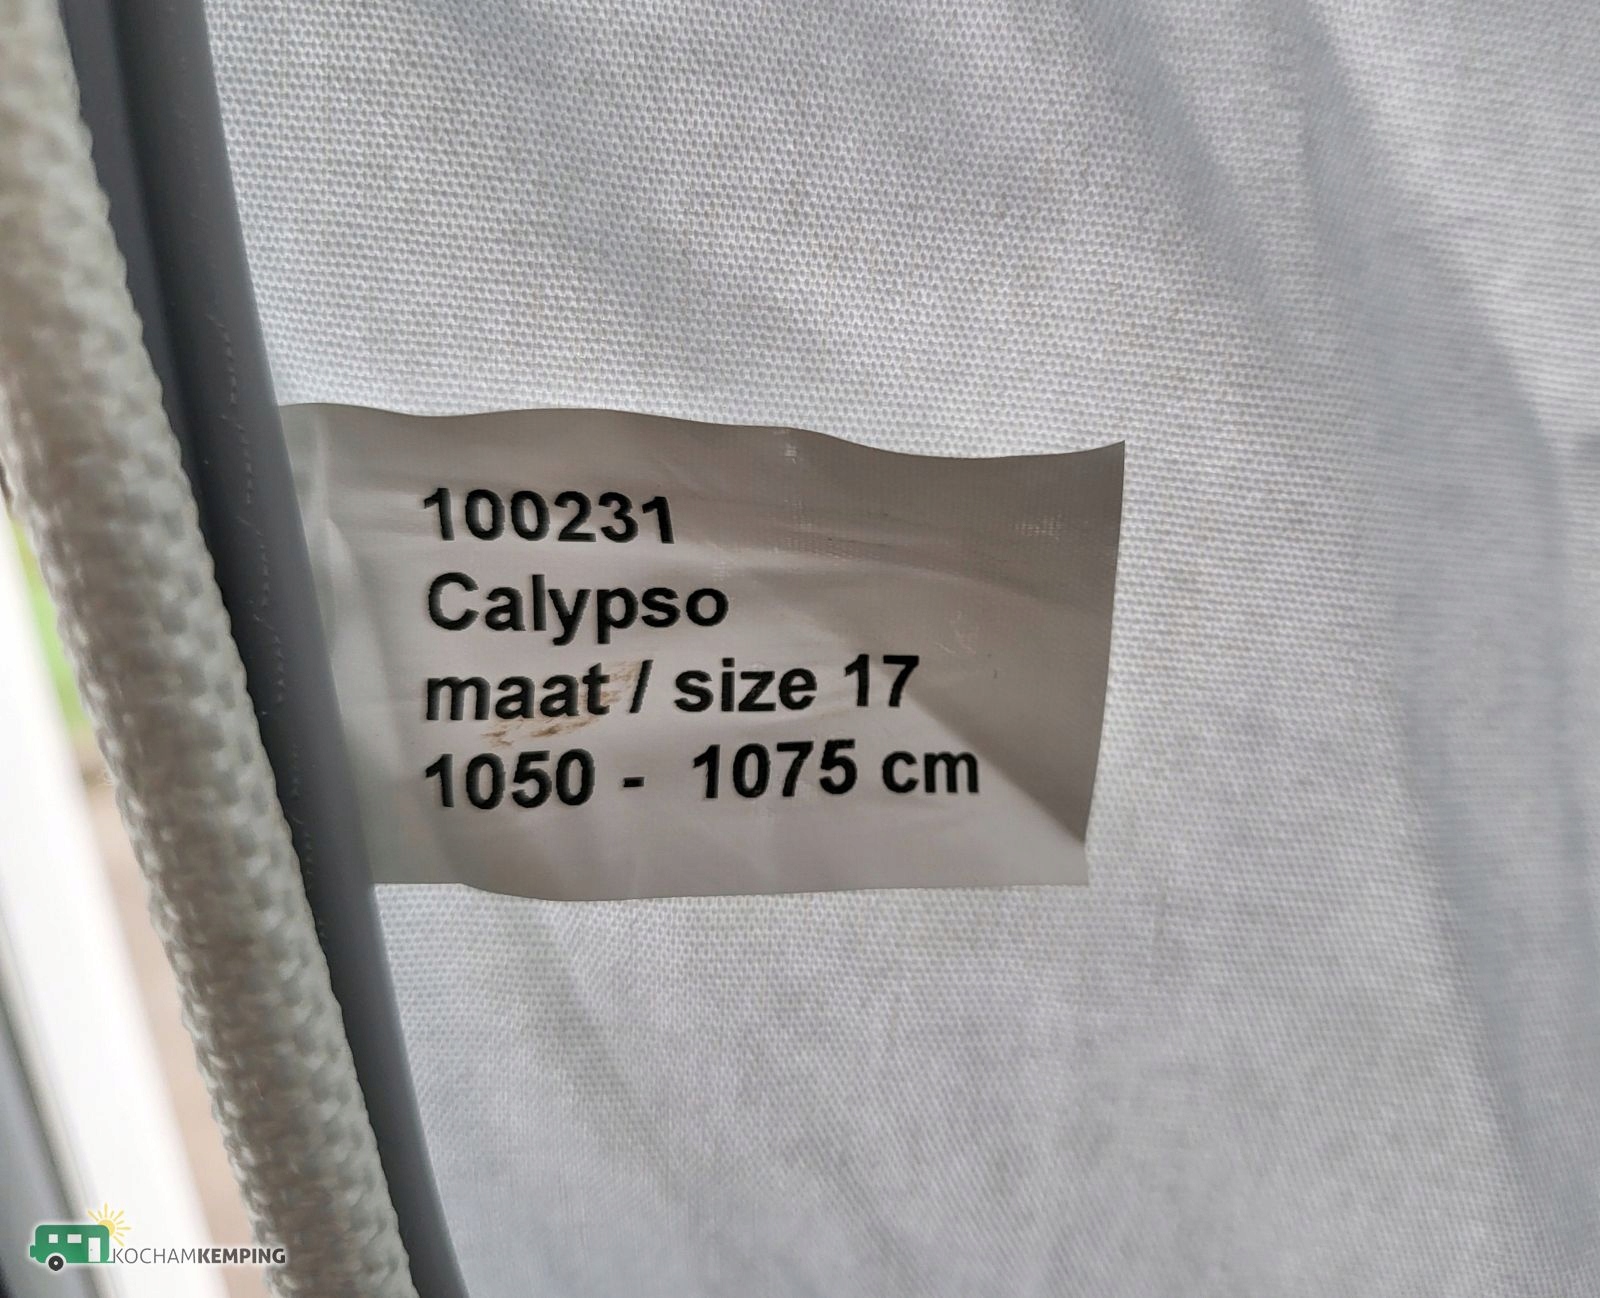 100231
Calypso
maat / size 17
1050 - 1075 cm
KOCHAMKEMPING